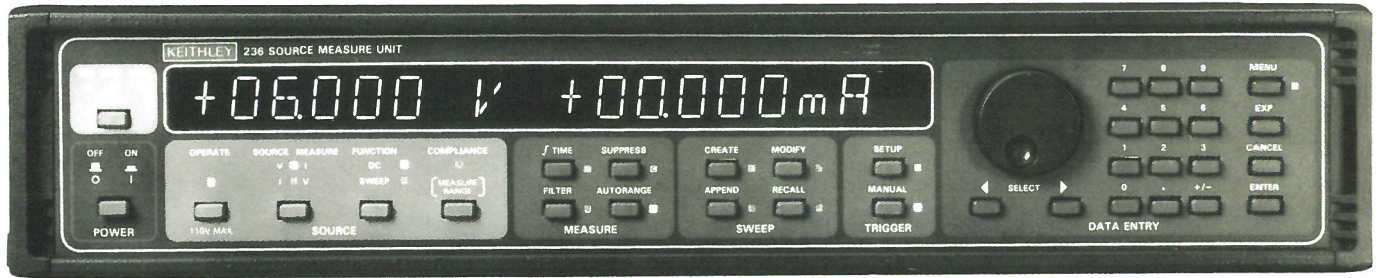 KEITHLEY 236 SOURCE MEASURE UNIT
+06.000 V +00.000mA
OFF ON
O I
POWER
OPERATE
110V MAX
SOURCE MEASURE
V I
I V
FUNCTION
DC
SWEEP
COMPLIANCE
MEASURE
RANGE
SOURCE
∫ TIME SUPPRESS
FILTER AUTORANGE
MEASURE
CREATE MODIFY
APPEND RECALL
SWEEP
SETUP
MANUAL
TRIGGER
◀ SELECT ▶
7 8 9 MENU
4 5 6 EXP
1 2 3 CANCEL
0 . +/- ENTER
DATA ENTRY